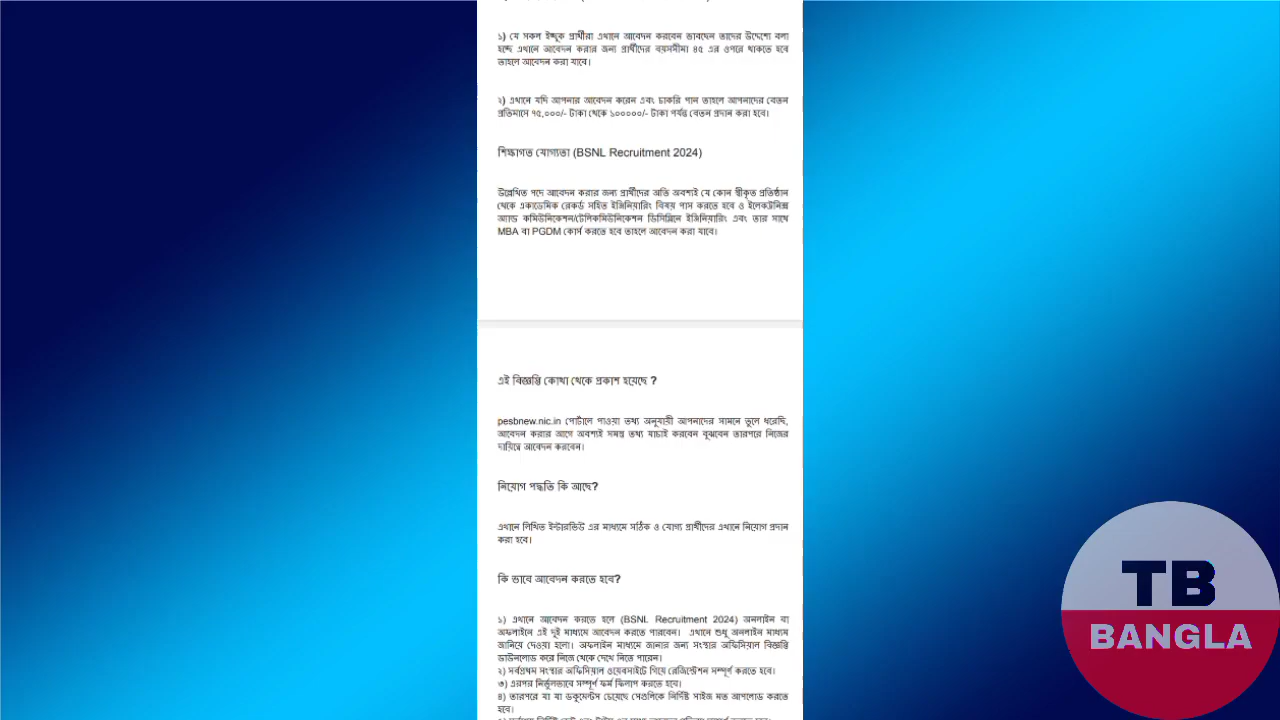 ১) যে সকল ইচ্ছুক প্রার্থীরা এখানে আবেদন করবেন ভাবছেন তাদের উদ্দেশ্যে বলা
হচ্ছে এখানে আবেদন করার জন্য প্রার্থীদের বয়সসীমা ৪৫ এর ওপরে থাকতে হবে
তাহলে আবেদন করা যাবে।
২) এখানে যদি আপনার আবেদন করেন এবং চাকরি পান তাহলে আপনাদের বেতন
প্রতিমাসে ৭৫,০০০/- টাকা থেকে ১০০০০০/- টাকা পর্যন্ত বেতন প্রদান করা হবে।
শিক্ষাগত যোগ্যতা (BSNL Recruitment 2024)
উল্লেখিত পদে আবেদন করার জন্য প্রার্থীদের অতি অবশ্যই যে কোন স্বীকৃত প্রতিষ্ঠান
থেকে একাডেমিক রেকর্ড সহিত ইঞ্জিনিয়ারিং বিষয় পাস করতে হবে ও ইলেকট্রনিক্স
অ্যান্ড কমিউনিকেশন/টেলিকমিউনিকেশন ডিসিপ্লিনে ইঞ্জিনিয়ারিং এবং তার সাথে
MBA বা PGDM কোর্স করতে হবে তাহলে আবেদন করা যাবে।
এই বিজ্ঞপ্তি কোথা থেকে প্রকাশ হয়েছে ?
pesbnew.nic.in পোর্টালে পাওয়া তথ্য অনুযায়ী আপনাদের সামনে তুলে ধরেছি,
আবেদন করার আগে অবশ্যই সমস্ত তথ্য যাচাই করবেন বুঝবেন তারপরে নিজের
দায়িত্বে আবেদন করবেন।
নিয়োগ পদ্ধতি কি আছে?
এখানে লিখিত ইন্টারভিউ এর মাধ্যমে সঠিক ও যোগ্য প্রার্থীদের এখানে নিয়োগ প্রদান
করা হবে।
কি ভাবে আবেদন করতে হবে?
১) এখানে আবেদন করতে হলে (BSNL Recruitment 2024) অনলাইন বা
অফলাইনে এই দুই মাধ্যমে আবেদন করতে পারবেন। এখানে শুধু অনলাইন মাধ্যম
জানিয়ে দেওয়া হলো। অফলাইন মাধ্যমে জানার জন্য সংস্থার অফিসিয়াল বিজ্ঞপ্তি
ডাউনলোড করে নিজে থেকে দেখে নিতে পারেন।
২) সর্বপ্রথম সংস্থার অফিসিয়াল ওয়েবসাইটে গিয়ে রেজিস্ট্রেশন সম্পূর্ণ করতে হবে।
৩) এরপর নির্ভুলভাবে সম্পূর্ণ ফর্ম ফিলাপ করতে হবে।
৪) তারপরে যা যা ডকুমেন্টস চেয়েছে সেগুলিকে নির্দিষ্ট সাইজ মত আপলোড করতে
হবে।
TB
BANGLA